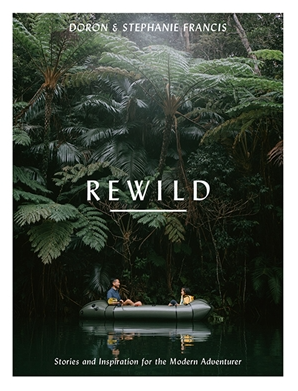 DORON & STEPHANIE FRANCIS
REWILD
Stories and Inspiration for the Modern Adventurer